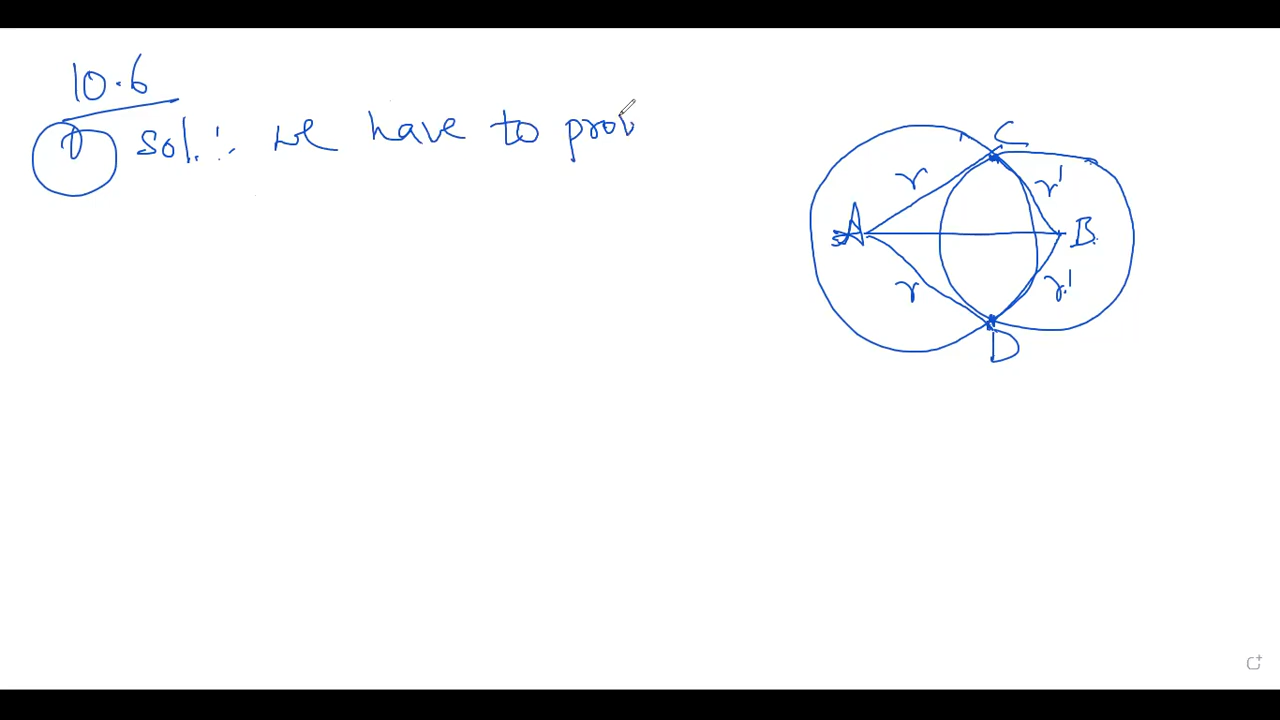 10.6
1 Sol. :- we have to prov
C
r r'
A B.
r r'
D